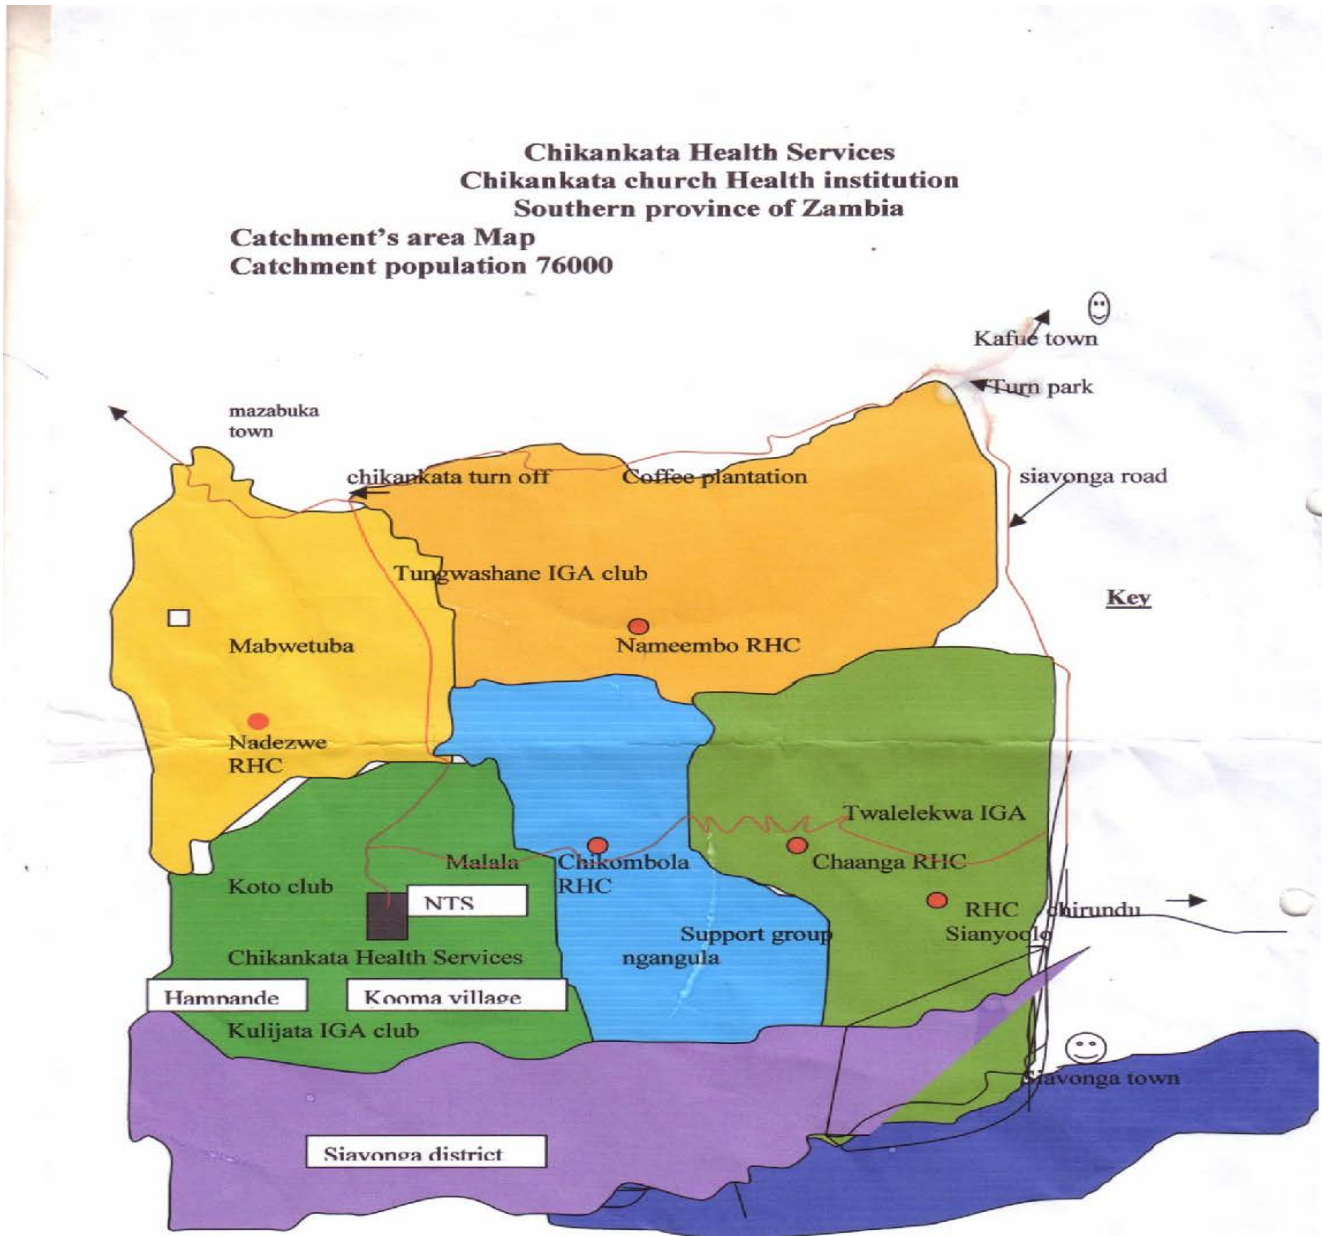 Chikankata Health Services
Chikankata church Health institution
Southern province of Zambia
Catchment's area Map
Catchment population 76000
Kafue town
Turn park
mazabuka
town
chikankata turn off
Coffee plantation
siavonga road
Tungwashane IGA club
Key
Mabwetuba
Nameembo RHC
Nadezwe
RHC
Twalelekwa IGA
Malala
Chikombola
RHC
Chaanga RHC
Koto club
NTS
RHC
Sianyoolo
chirundu
Support group
ngangula
Chikankata Health Services
Hampande
Kooma village
Kulijata IGA club
Siavonga town
Siavonga district